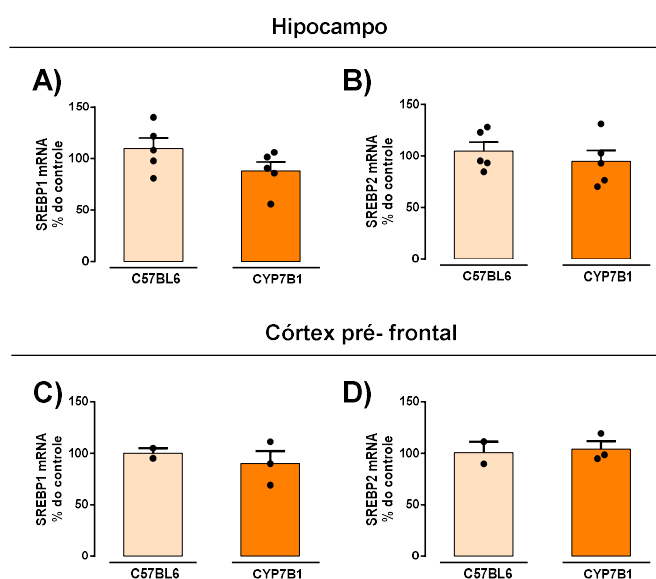 Hipocampo
A)
SREBP1 mRNA
% do controle
150
100
50
0
C57BL6
CYP7B1
B)
SREBP2 mRNA
% do controle
150
100
50
0
C57BL6
CYP7B1
Córtex pré- frontal
C)
SREBP1 mRNA
% do controle
150
100
50
0
C57BL6
CYP7B1
D)
SREBP2 mRNA
% do controle
150
100
50
0
C57BL6
CYP7B1